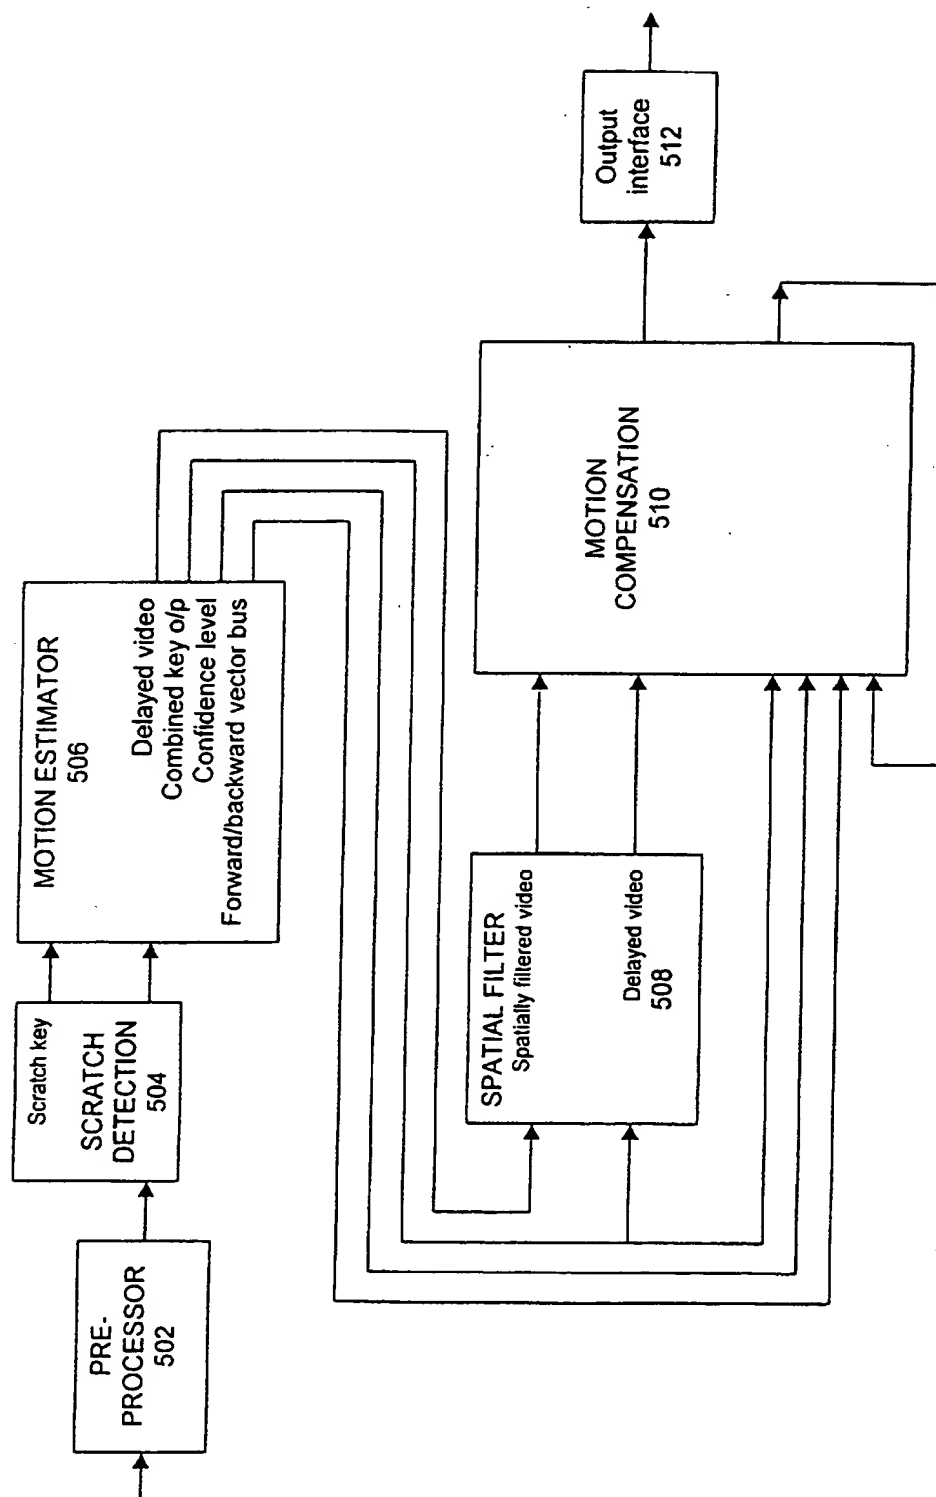 PRE-
PROCESSOR
502
Scratch key
SCRATCH
DETECTION
504
MOTION ESTIMATOR
506
Delayed video
Combined key o/p
Confidence level
Forward/backward vector bus
SPATIAL FILTER
Spatially filtered video
Delayed video
508
MOTION
COMPENSATION
510
Output
interface
512